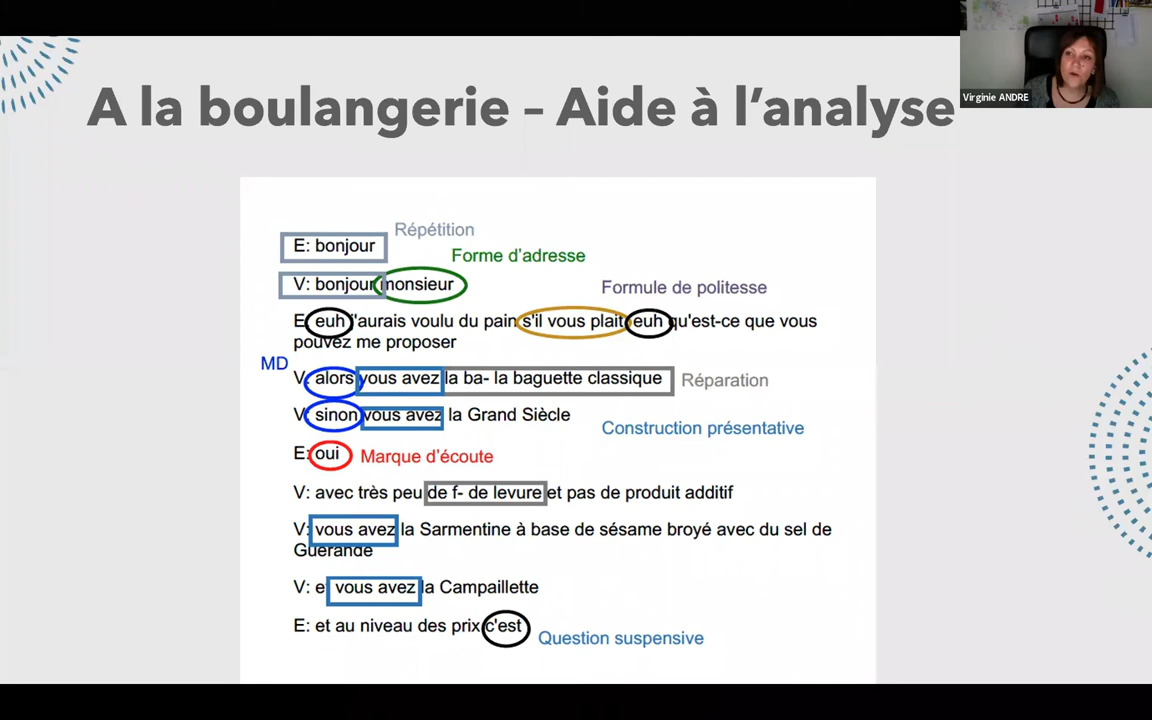 A la boulangerie – Aide à l'analyse
Virginie ANDRE
Répétition
E: bonjour
Forme d'adresse
V: bonjour monsieur
Formule de politesse
E: euh j'aurais voulu du pain s'il vous plait euh qu'est-ce que vous
pouvez me proposer
MD
V: alors vous avez la ba- la baguette classique
Réparation
V: sinon vous avez la Grand Siècle
Construction présentative
E: oui
Marque d'écoute
V: avec très peu de f- de levure et pas de produit additif
V: vous avez la Sarmentine à base de sésame broyé avec du sel de
Guérande
V: et vous avez la Campaillette
E: et au niveau des prix c'est
Question suspensive